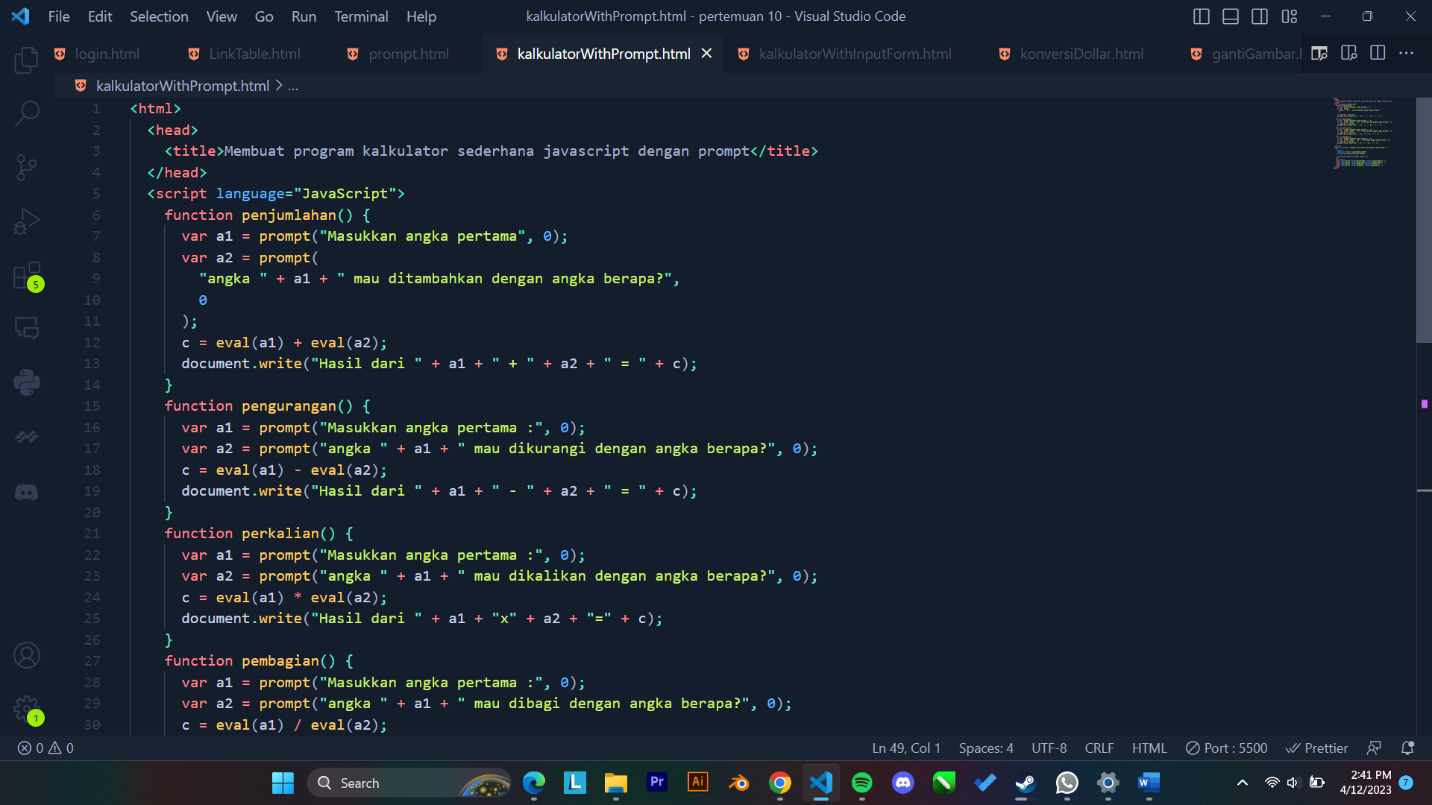 File Edit Selection View Go Run Terminal Help kalkulatorWithPrompt.html - pertemuan 10 - Visual Studio Code
login.html LinkTable.html prompt.html kalkulatorWithPrompt.html kalkulatorWithInputForm.html konversiDollar.html gantiGambar.h ...
kalkulatorWithPrompt.html > ...
1 <html>
2 <head>
3 <title>Membuat program kalkulator sederhana javascript dengan prompt</title>
4 </head>
5 <script language="JavaScript">
6 function penjumlahan() {
7 var a1 = prompt("Masukkan angka pertama", 0);
8 var a2 = prompt(
9 "angka " + a1 + " mau ditambahkan dengan angka berapa?",
10 0
11 );
12 c = eval(a1) + eval(a2);
13 document.write("Hasil dari " + a1 + " + " + a2 + " = " + c);
14 }
15 function pengurangan() {
16 var a1 = prompt("Masukkan angka pertama :", 0);
17 var a2 = prompt("angka " + a1 + " mau dikurangi dengan angka berapa?", 0);
18 c = eval(a1) - eval(a2);
19 document.write("Hasil dari " + a1 + " - " + a2 + " = " + c);
20 }
21 function perkalian() {
22 var a1 = prompt("Masukkan angka pertama :", 0);
23 var a2 = prompt("angka " + a1 + " mau dikalikan dengan angka berapa?", 0);
24 c = eval(a1) * eval(a2);
25 document.write("Hasil dari " + a1 + "x" + a2 + "=" + c);
26 }
27 function pembagian() {
28 var a1 = prompt("Masukkan angka pertama :", 0);
29 var a2 = prompt("angka " + a1 + " mau dibagi dengan angka berapa?", 0);
30 c = eval(a1) / eval(a2);
5
1
0 0 Ln 49, Col 1 Spaces: 4 UTF-8 CRLF HTML Port : 5500 Prettier
Search L Pr Ai W 2:41 PM
4/12/2023 7